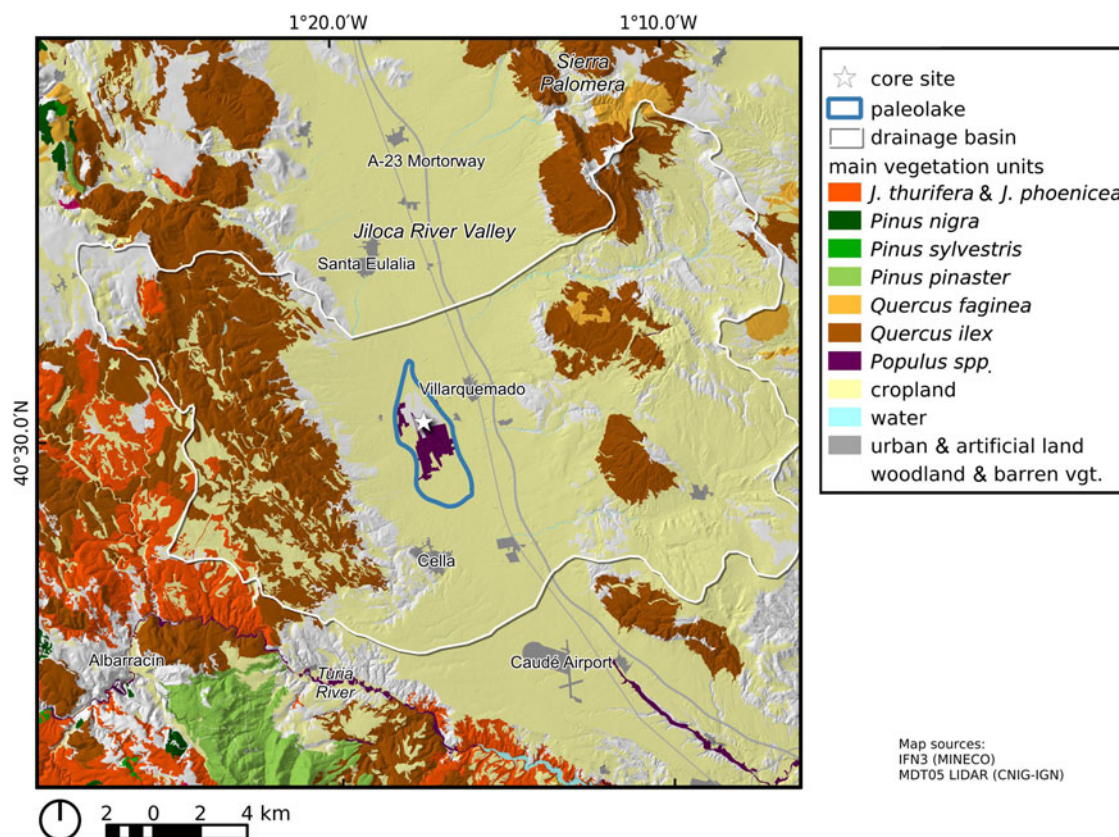 1°20.0'W
1°10.0'W
Sierra
Palomera
A-23 Mortorway
Jiloca River Valley
Santa Eulalia
Villarquemado
40°30.0'N
Cella
Albarracín
Turia
River
Caudé Airport
2 0 2 4 km
core site
paleolake
drainage basin
main vegetation units
J. thurifera & J. phoenicea
Pinus nigra
Pinus sylvestris
Pinus pinaster
Quercus faginea
Quercus ilex
Populus spp.
cropland
water
urban & artificial land
woodland & barren vgt.
Map sources:
IFN3 (MINECO)
MDT05 LIDAR (CNIG-IGN)